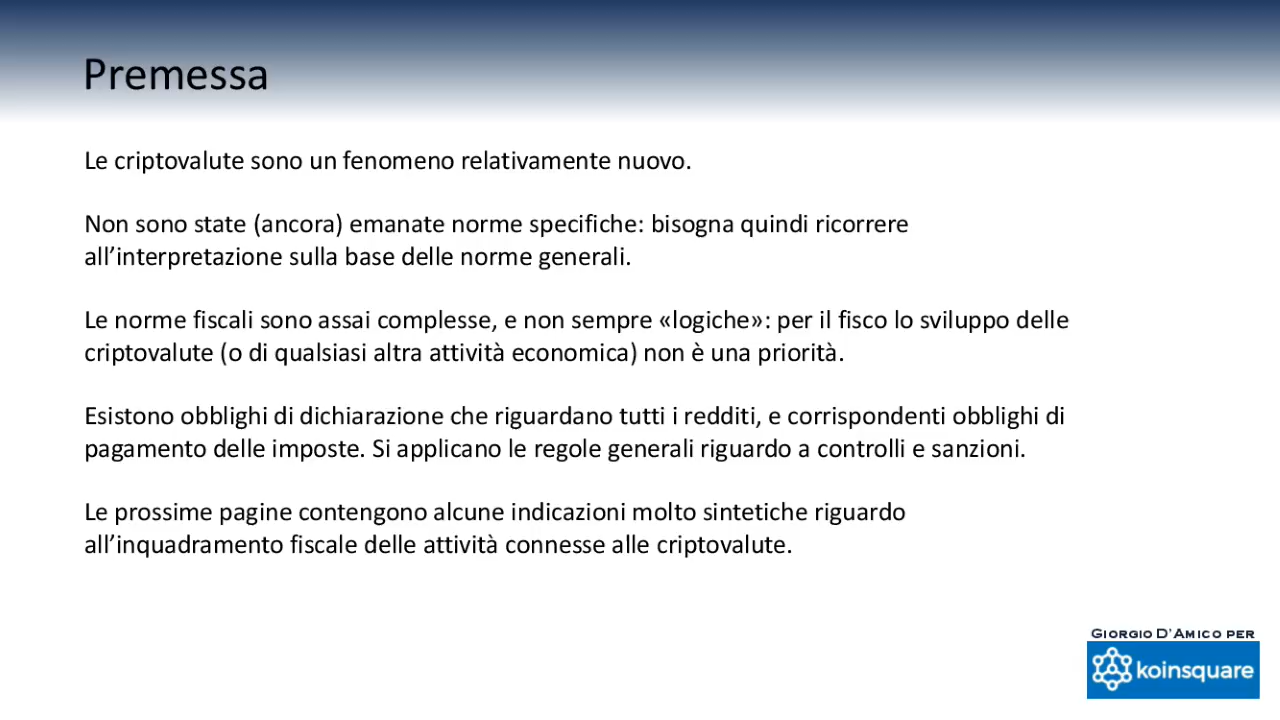 Premessa
Le criptovalute sono un fenomeno relativamente nuovo.
Non sono state (ancora) emanate norme specifiche: bisogna quindi ricorrere
all’interpretazione sulla base delle norme generali.
Le norme fiscali sono assai complesse, e non sempre «logiche»: per il fisco lo sviluppo delle
criptovalute (o di qualsiasi altra attività economica) non è una priorità.
Esistono obblighi di dichiarazione che riguardano tutti i redditi, e corrispondenti obblighi di
pagamento delle imposte. Si applicano le regole generali riguardo a controlli e sanzioni.
Le prossime pagine contengono alcune indicazioni molto sintetiche riguardo
all’inquadramento fiscale delle attività connesse alle criptovalute.
Giorgio D’Amico per
koinsquare